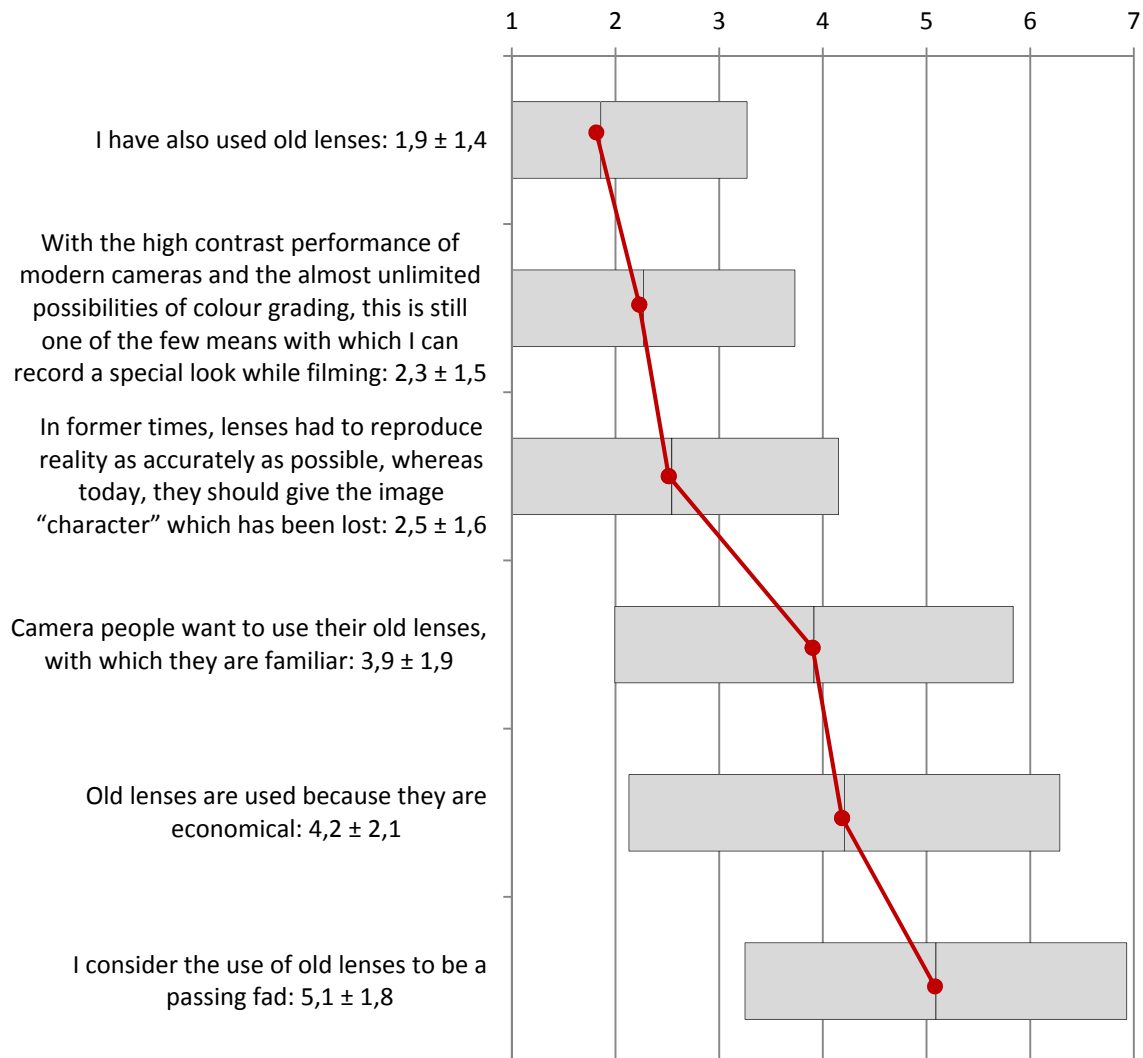 1 2 3 4 5 6 7
I have also used old lenses: 1,9 ± 1,4
With the high contrast performance of
modern cameras and the almost unlimited
possibilities of colour grading, this is still
one of the few means with which I can
record a special look while filming: 2,3 ± 1,5
In former times, lenses had to reproduce
reality as accurately as possible, whereas
today, they should give the image
“character” which has been lost: 2,5 ± 1,6
Camera people want to use their old lenses,
with which they are familiar: 3,9 ± 1,9
Old lenses are used because they are
economical: 4,2 ± 2,1
I consider the use of old lenses to be a
passing fad: 5,1 ± 1,8